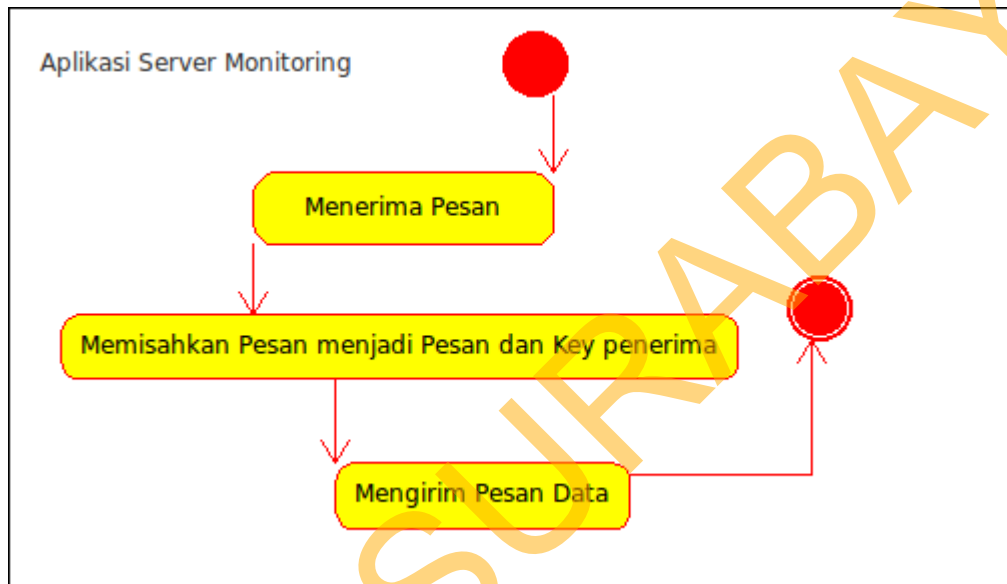 Aplikasi Server Monitoring
Menerima Pesan
Memisahkan Pesan menjadi Pesan dan Key penerima
Mengirim Pesan Data
SURABAY